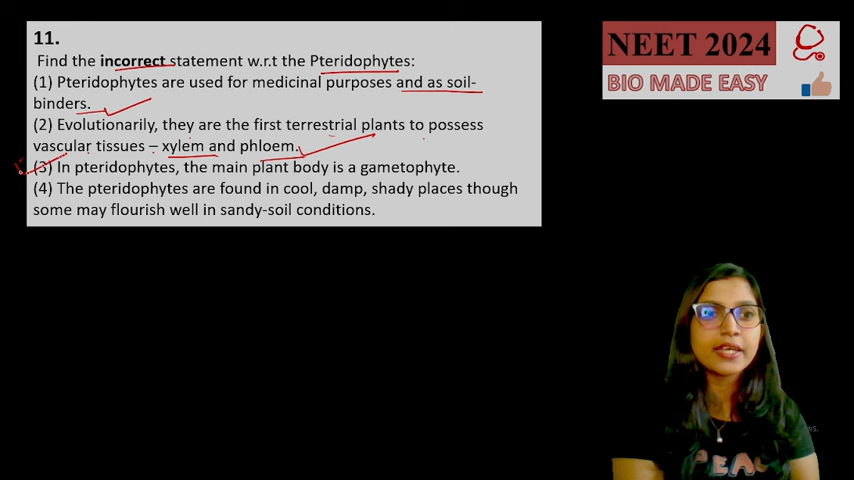 11.
Find the incorrect statement w.r.t the Pteridophytes:
(1) Pteridophytes are used for medicinal purposes and as soil-
binders.
(2) Evolutionarily, they are the first terrestrial plants to possess
vascular tissues – xylem and phloem.
(3) In pteridophytes, the main plant body is a gametophyte.
(4) The pteridophytes are found in cool, damp, shady places though
some may flourish well in sandy-soil conditions.
NEET 2024
BIO MADE EASY